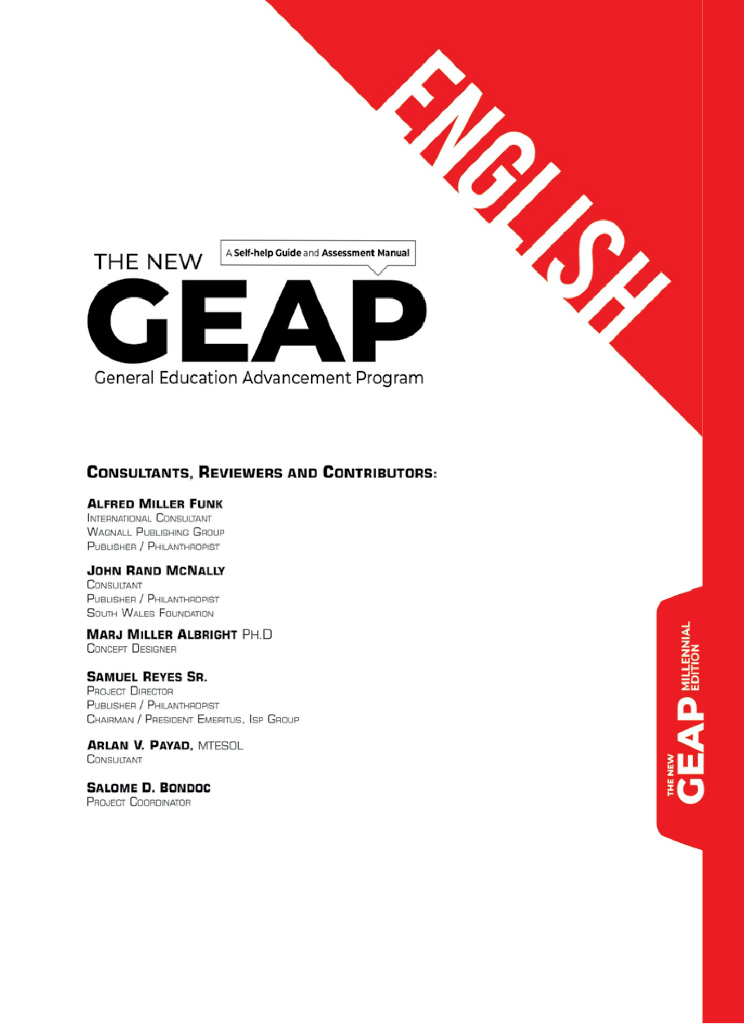 ENGLISH
A Self-help Guide and Assessment Manual
THE NEW
GEAP
General Education Advancement Program
CONSULTANTS, REVIEWERS AND CONTRIBUTORS:
ALFRED MILLER FUNK
INTERNATIONAL CONSULTANT
WAGNALL PUBLISHING GROUP
PUBLISHER / PHILANTHROPIST
JOHN RAND MCNALLY
CONSULTANT
PUBLISHER / PHILANTHROPIST
SOUTH WALES FOUNDATION
MARJ MILLER ALBRIGHT PH.D
CONCEPT DESIGNER
SAMUEL REYES SR.
PROJECT DIRECTOR
PUBLISHER / PHILANTHROPIST
CHAIRMAN / PRESIDENT EMERITUS, ISP GROUP
ARLAN V. PAYAD, MTESOL
CONSULTANT
SALOME D. BONDOC
PROJECT COORDINATOR
THE NEW
GEAP
MILLENNIAL
EDITION